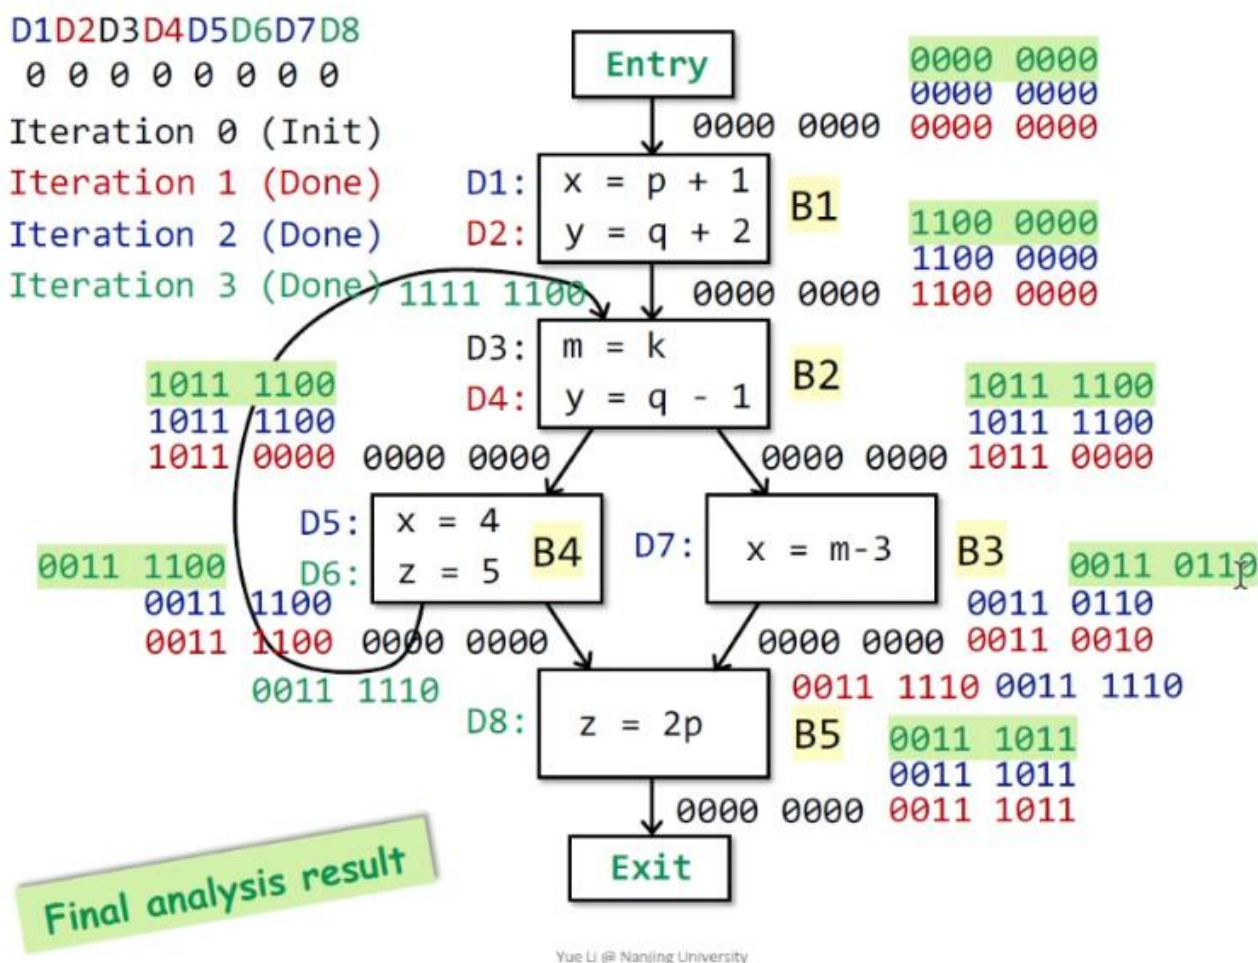 D1D2D3D4D5D6D7D8
0 0 0 0 0 0 0 0
Iteration 0 (Init)
Iteration 1 (Done)
Iteration 2 (Done)
Iteration 3 (Done)
Entry
0000 0000
0000 0000
0000 0000 0000 0000
D1: x = p + 1
D2: y = q + 2
B1
1100 0000
1100 0000
1111 1100 0000 0000 1100 0000
D3: m = k
D4: y = q - 1
B2
1011 1100
1011 1100
1011 0000 0000 0000
1011 1100
1011 1100
0000 0000 1011 0000
D5: x = 4
D6: z = 5
B4
D7: x = m-3
B3
0011 1100
0011 1100
0011 1100 0000 0000
0011 0110
0011 0110
0000 0000 0011 0010
0011 1110
0011 1110 0011 1110
D8: z = 2p
B5
0011 1011
0011 1011
0000 0000 0011 1011
Exit
Final analysis result
Yue Li @ Nanjing University